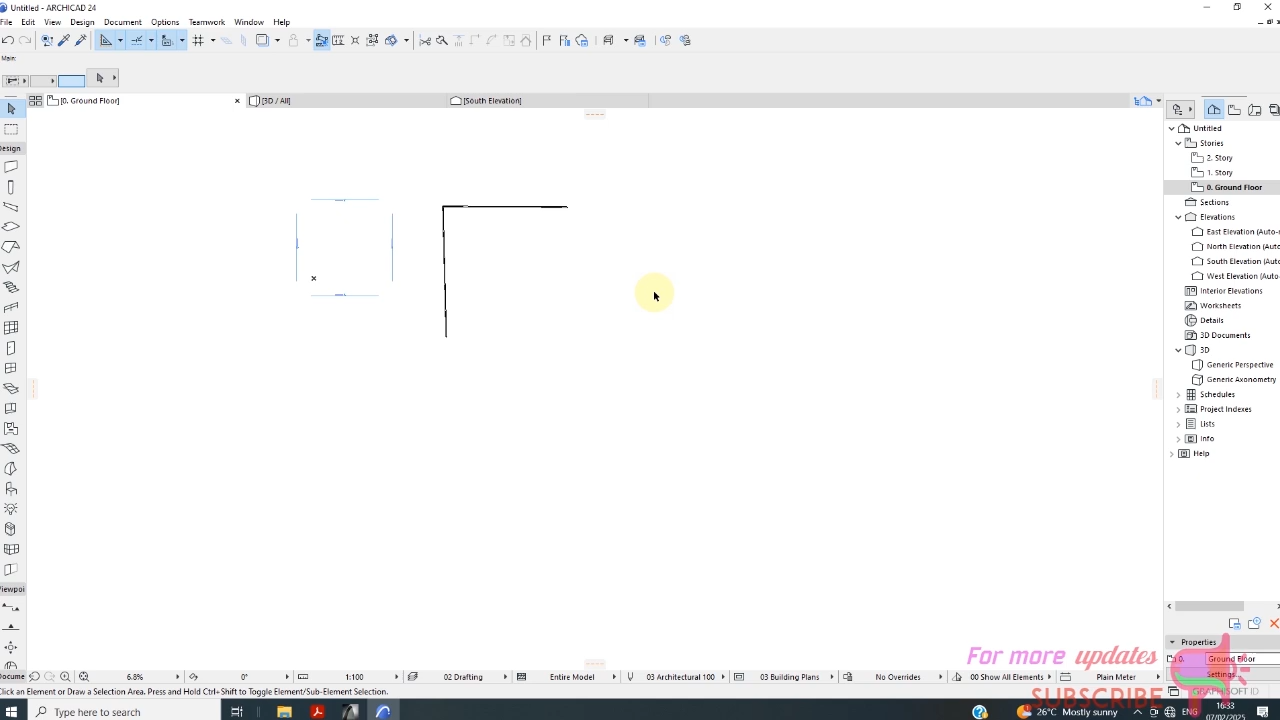 Untitled - ARCHICAD 24
File Edit View Design Document Options Teamwork Window Help
Main:
[0. Ground Floor]
[3D / All]
[South Elevation]
Design
Untitled
Stories
2. Story
1. Story
0. Ground Floor
Sections
Elevations
East Elevation (Auto-r
North Elevation (Auto
South Elevation (Auto
West Elevation (Auto-
Interior Elevations
Worksheets
Details
3D Documents
3D
Generic Perspective
Generic Axonometry
Schedules
Project Indexes
Lists
Info
Help
Viewpoi
Properties
0. Ground Floor
Settings...
For more updates
SUBSCRIBE
GRAPHISOFT ID
Docume 6.8% 0° 1:100 02 Drafting Entire Model 03 Architectural 100 03 Building Plans No Overrides 00 Show All Elements Plain Meter
Click an Element or Draw a Selection Area. Press and Hold Ctrl+Shift to Toggle Element/Sub-Element Selection.
Type here to search
26°C Mostly sunny
ENG
16:33
07/02/2025